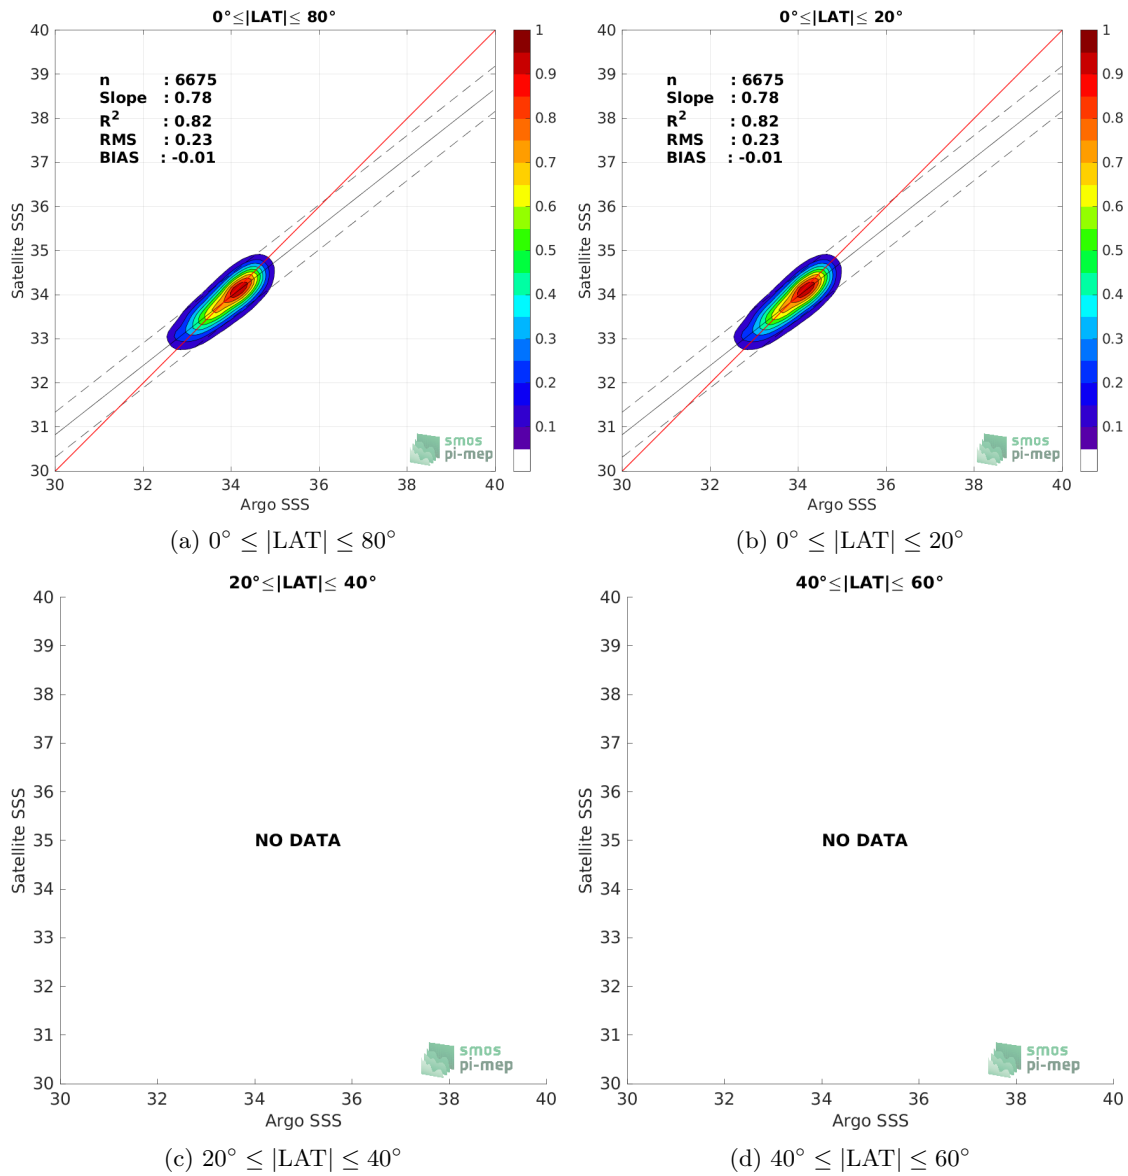 0°≤|LAT|≤ 80°
40
39
38
37
36
35
34
33
32
31
30
Satellite SSS
n : 6675
Slope : 0.78
R² : 0.82
RMS : 0.23
BIAS : -0.01
smos
pi-mep
30 32 34 36 38 40
Argo SSS
1
0.9
0.8
0.7
0.6
0.5
0.4
0.3
0.2
0.1
(a) 0° ≤ |LAT| ≤ 80°
0°≤|LAT|≤ 20°
40
39
38
37
36
35
34
33
32
31
30
Satellite SSS
n : 6675
Slope : 0.78
R² : 0.82
RMS : 0.23
BIAS : -0.01
smos
pi-mep
30 32 34 36 38 40
Argo SSS
1
0.9
0.8
0.7
0.6
0.5
0.4
0.3
0.2
0.1
(b) 0° ≤ |LAT| ≤ 20°
20°≤|LAT|≤ 40°
40
39
38
37
36
35
34
33
32
31
30
Satellite SSS
NO DATA
smos
pi-mep
30 32 34 36 38 40
Argo SSS
(c) 20° ≤ |LAT| ≤ 40°
40°≤|LAT|≤ 60°
40
39
38
37
36
35
34
33
32
31
30
Satellite SSS
NO DATA
smos
pi-mep
30 32 34 36 38 40
Argo SSS
(d) 40° ≤ |LAT| ≤ 60°